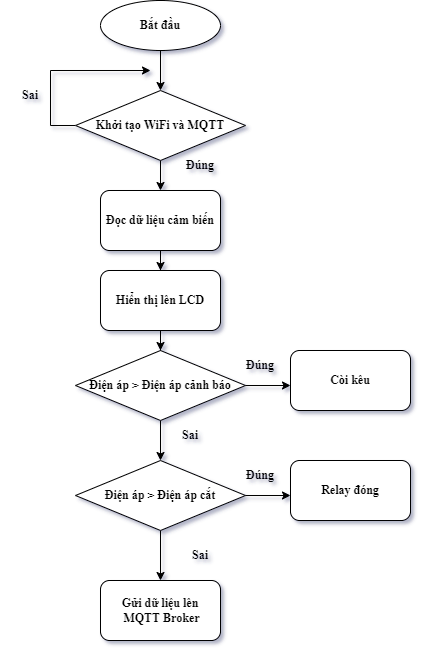 Bắt đầu
Sai
Khởi tạo WiFi và MQTT
Đúng
Đọc dữ liệu cảm biến
Hiển thị lên LCD
Điện áp > Điện áp cảnh báo
Đúng
Còi kêu
Sai
Điện áp > Điện áp cắt
Đúng
Relay đóng
Sai
Gửi dữ liệu lên
MQTT Broker